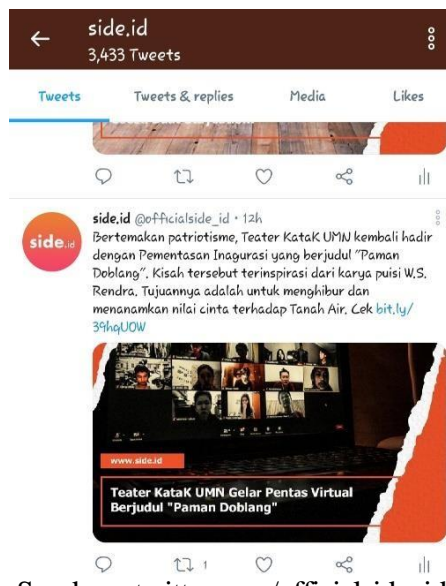 side.id
3,433 Tweets
Tweets Tweets & replies Media Likes
side.id @officialside_id · 12h
side.id
Bertemakan patriotisme, Teater KataK UMN kembali hadir
dengan Pementasan Inagurasi yang berjudul "Paman
Doblang". Kisah tersebut terinspirasi dari karya puisi W.S.
Rendra. Tujuannya adalah untuk menghibur dan
menanamkan nilai cinta terhadap Tanah Air. Cek bit.ly/
39hqUOW
www.side.id
Teater KataK UMN Gelar Pentas Virtual
Berjudul "Paman Doblang"
1